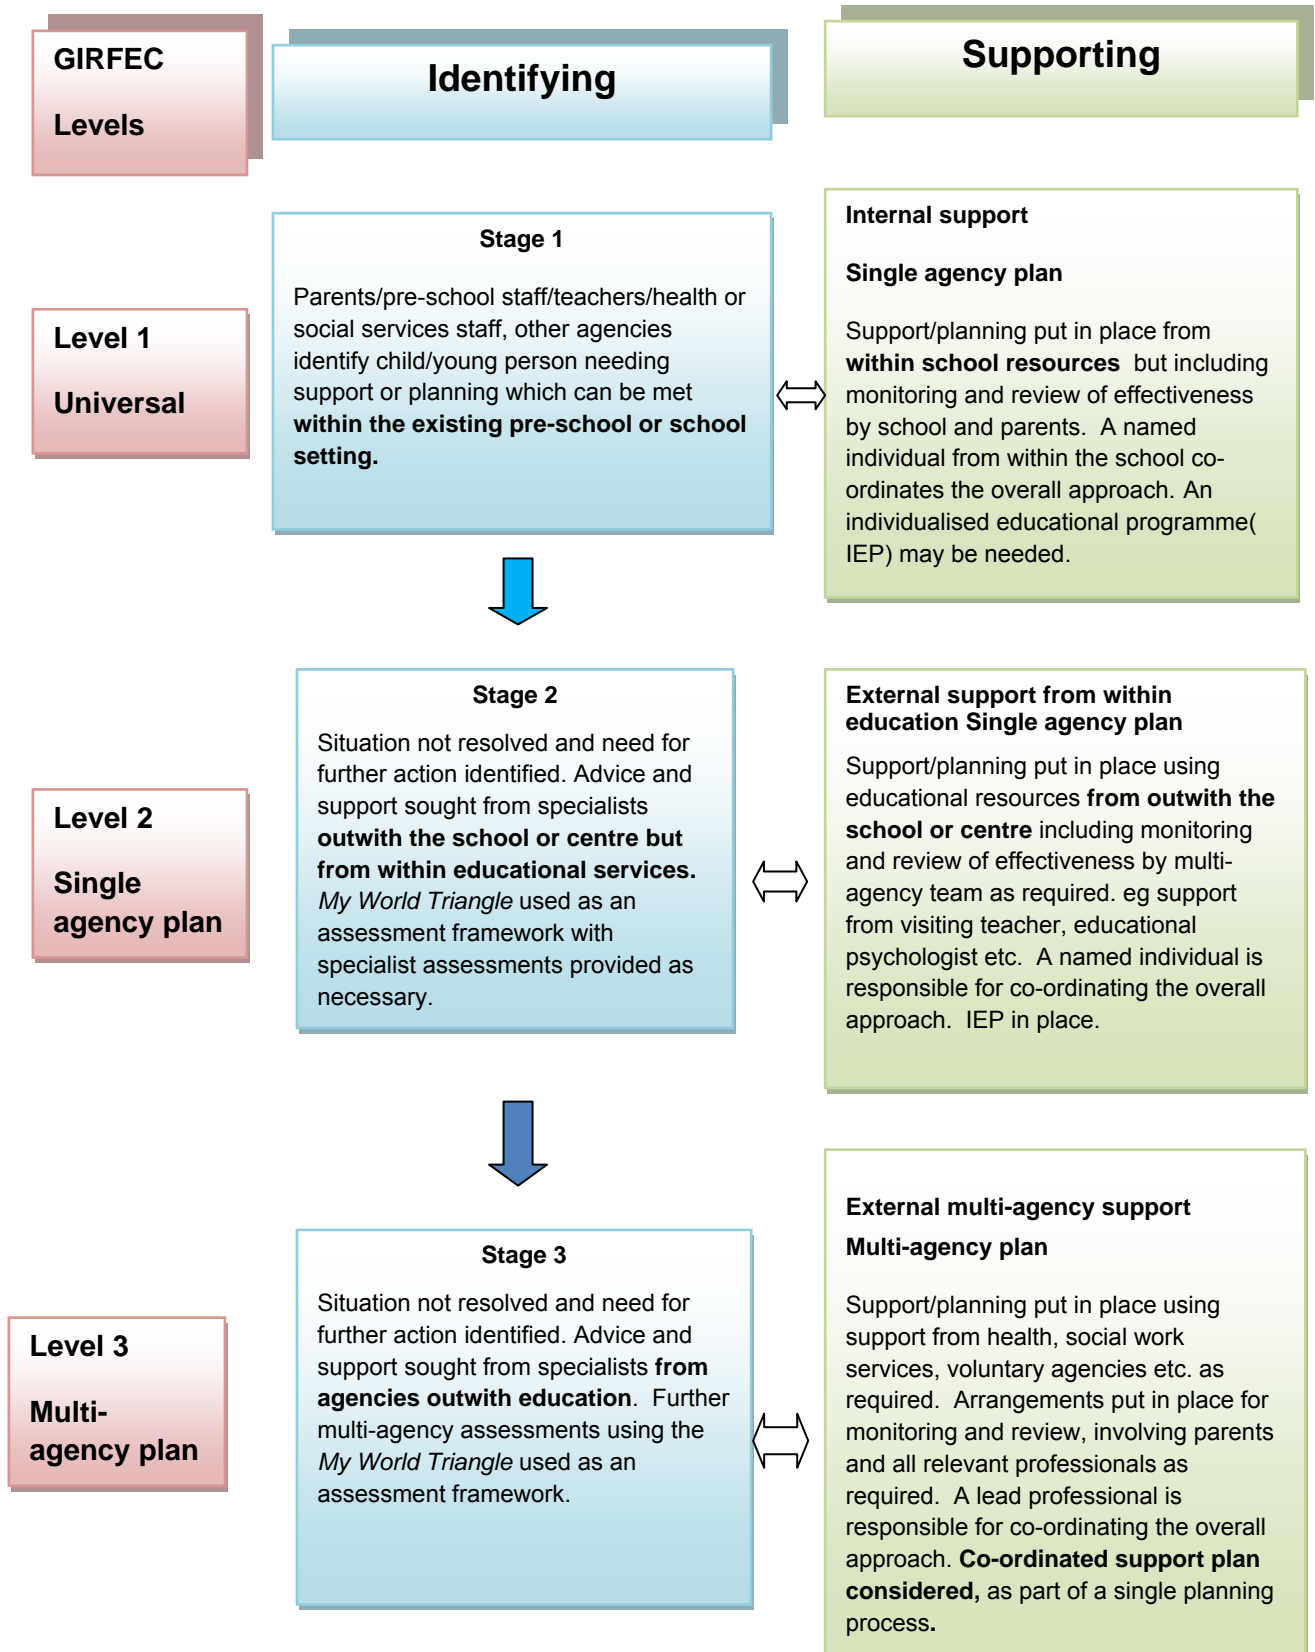 GIRFEC
Levels
Identifying
Supporting
Level 1
Universal
Stage 1
Parents/pre-school staff/teachers/health or
social services staff, other agencies
identify child/young person needing
support or planning which can be met
within the existing pre-school or school
setting.
Internal support
Single agency plan
Support/planning put in place from
within school resources  but including
monitoring and review of effectiveness
by school and parents.  A named
individual from within the school co-
ordinates the overall approach. An
individualised educational programme(
IEP) may be needed.
Level 2
Single
agency plan
Stage 2
Situation not resolved and need for
further action identified. Advice and
support sought from specialists
outwith the school or centre but
from within educational services.
My World Triangle used as an
assessment framework with
specialist assessments provided as
necessary.
External support from within
education Single agency plan
Support/planning put in place using
educational resources from outwith the
school or centre including monitoring
and review of effectiveness by multi-
agency team as required. eg support
from visiting teacher, educational
psychologist etc.  A named individual is
responsible for co-ordinating the overall
approach.  IEP in place.
Level 3
Multi-
agency plan
Stage 3
Situation not resolved and need for
further action identified. Advice and
support sought from specialists from
agencies outwith education.  Further
multi-agency assessments using the
My World Triangle used as an
assessment framework.
External multi-agency support
Multi-agency plan
Support/planning put in place using
support from health, social work
services, voluntary agencies etc. as
required.  Arrangements put in place for
monitoring and review, involving parents
and all relevant professionals as
required.  A lead professional is
responsible for co-ordinating the overall
approach. Co-ordinated support plan
considered, as part of a single planning
process.